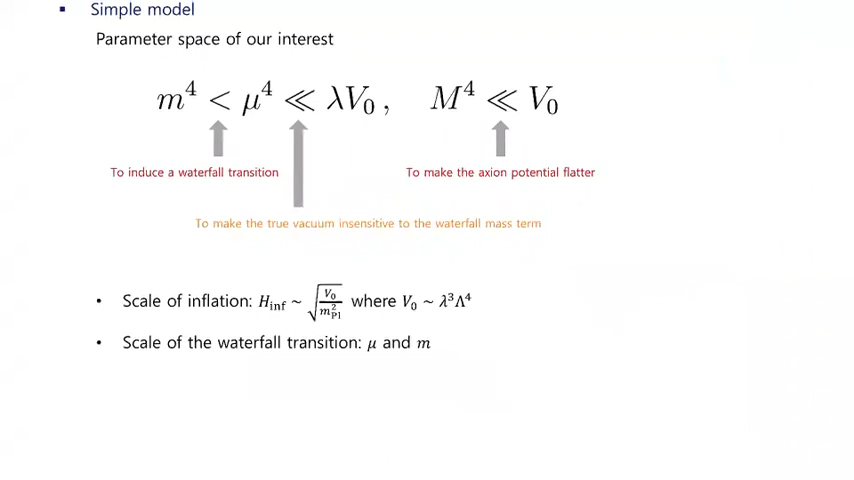 ▪ Simple model
Parameter space of our interest
m⁴ < μ⁴ ≪ λV₀ , M⁴ ≪ V₀
To induce a waterfall transition To make the axion potential flatter
To make the true vacuum insensitive to the waterfall mass term
• Scale of inflation: H_inf ~ √(V₀/m²_Pl) where V₀ ~ λ³Λ⁴
• Scale of the waterfall transition: μ and m